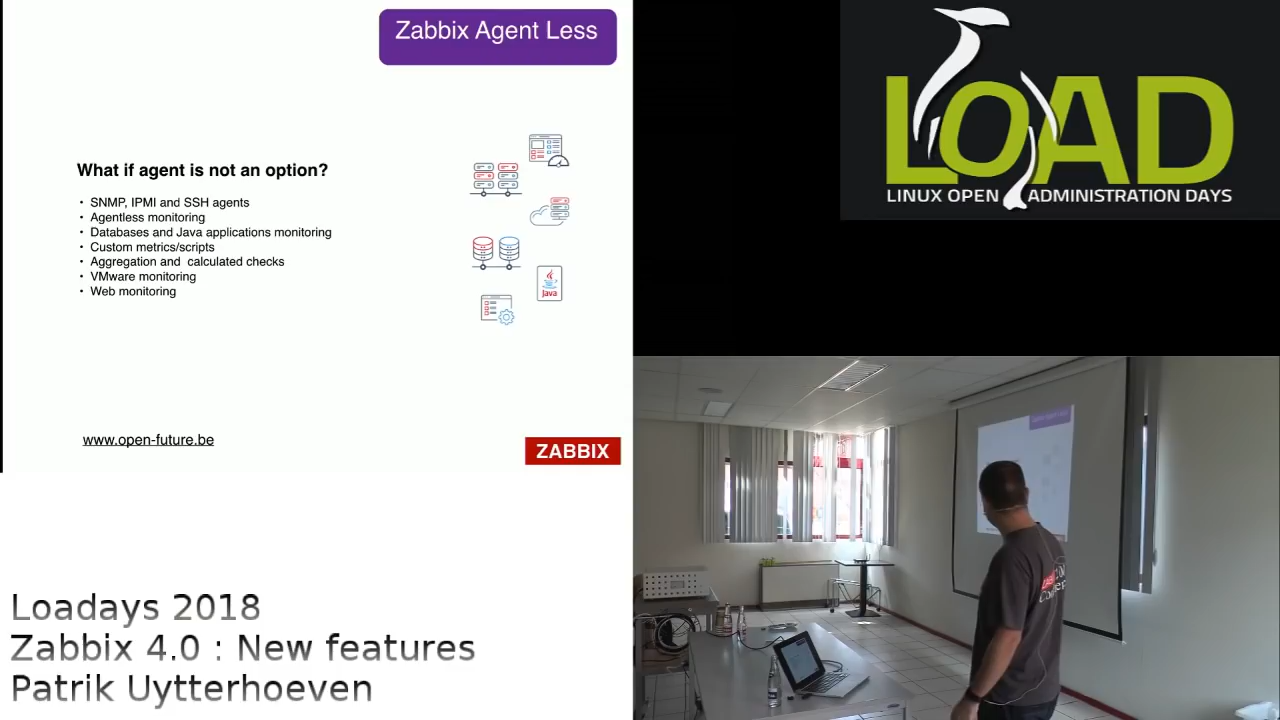 Zabbix Agent Less
What if agent is not an option?
• SNMP, IPMI and SSH agents
• Agentless monitoring
• Databases and Java applications monitoring
• Custom metrics/scripts
• Aggregation and calculated checks
• VMware monitoring
• Web monitoring
Java
www.open-future.be
ZABBIX
LOAD
LINUX OPEN ADMINISTRATION DAYS
Loadays 2018
Zabbix 4.0 : New features
Patrik Uytterhoeven